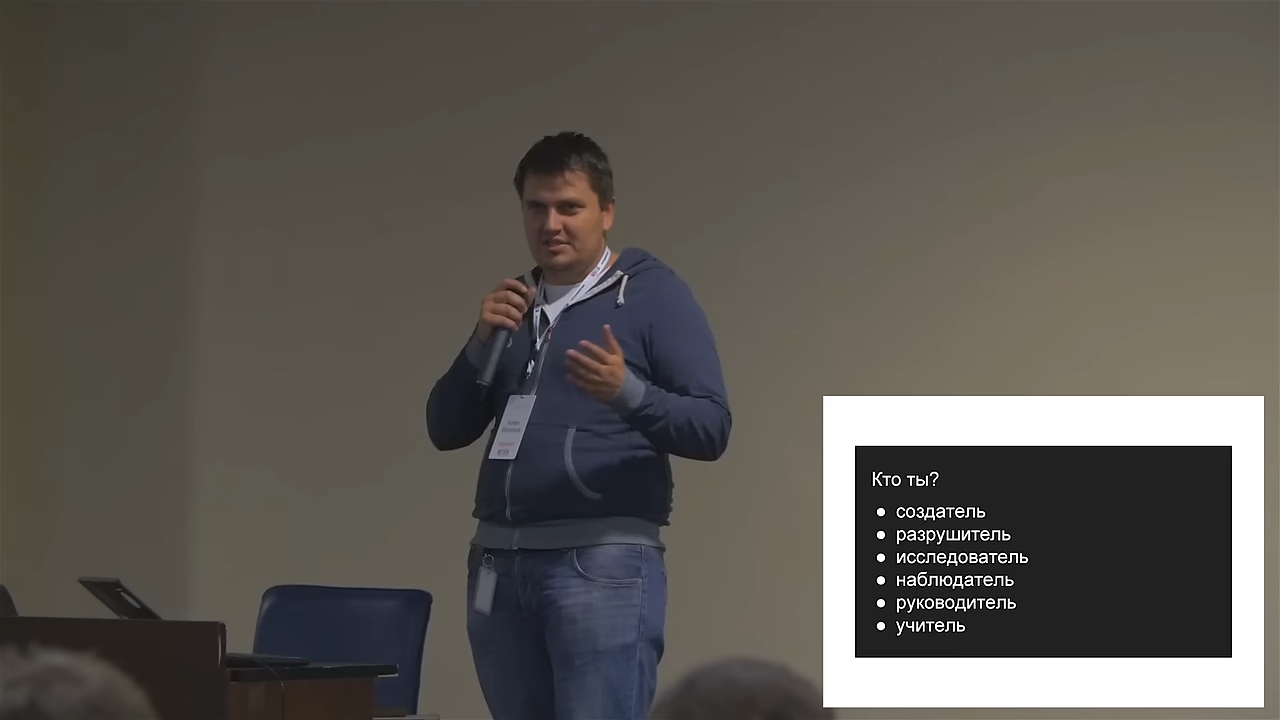 Кто ты?
● создатель
● разрушитель
● исследователь
● наблюдатель
● руководитель
● учитель